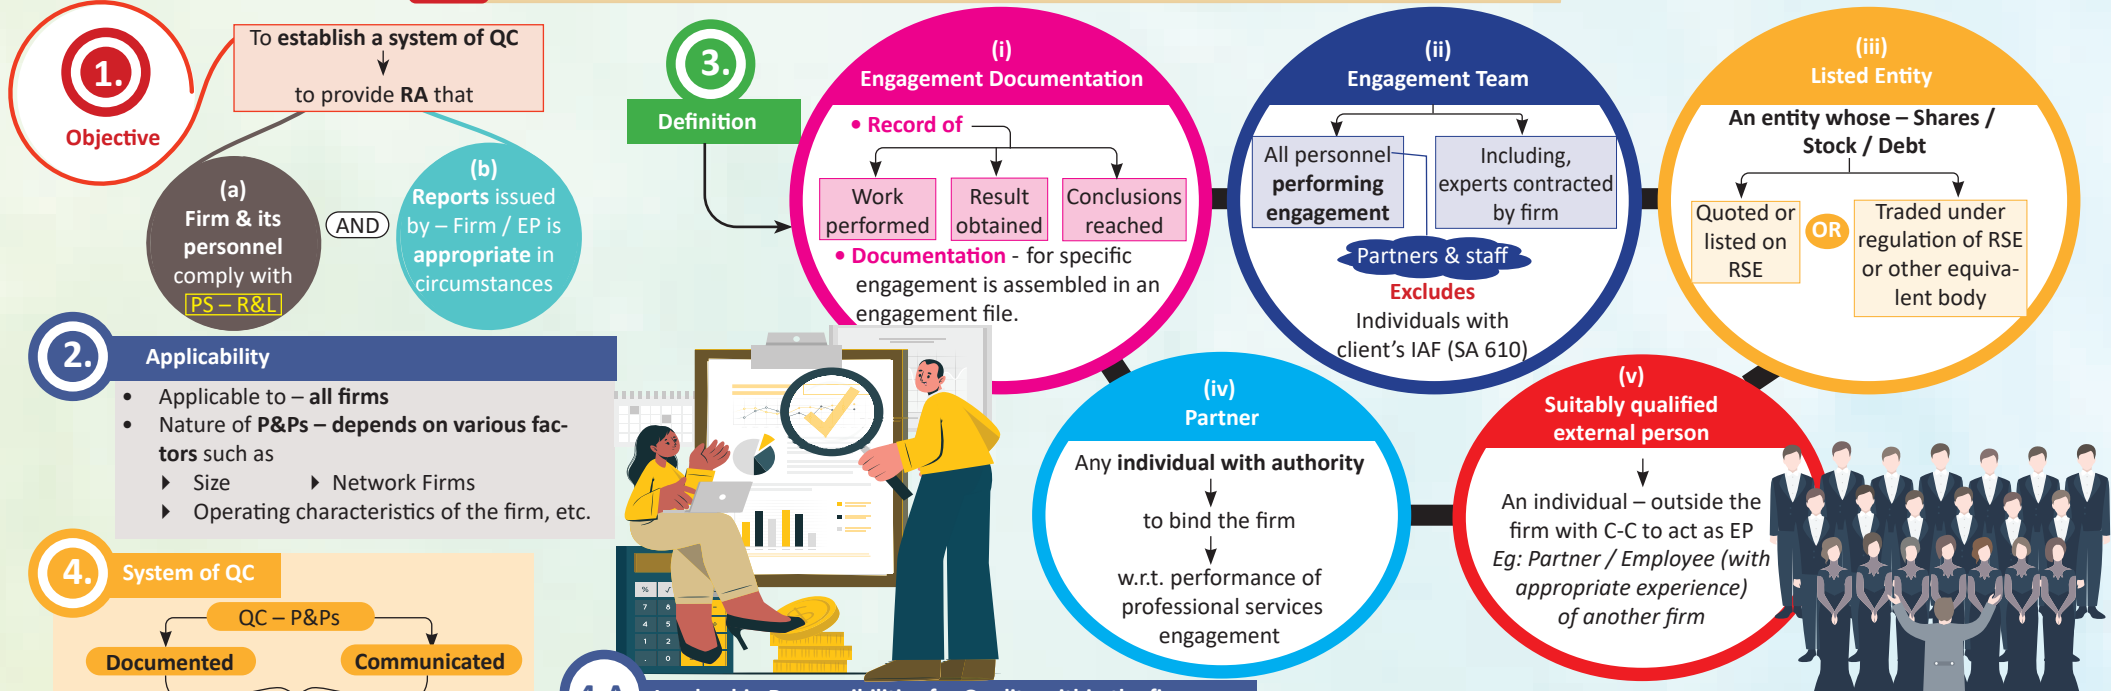 1.
Objective
To establish a system of QC
to provide RA that
(a)
Firm & its
personnel
comply with
PS – R&L
AND
(b)
Reports issued
by – Firm / EP is
appropriate in
circumstances
2.
Applicability
• Applicable to – all firms
• Nature of P&Ps – depends on various fac-
tors such as
Size
Network Firms
Operating characteristics of the firm, etc.
3.
Definition
(i)
Engagement Documentation
• Record of
Work
performed
Result
obtained
Conclusions
reached
• Documentation - for specific
engagement is assembled in an
engagement file.
(ii)
Engagement Team
All personnel
performing
engagement
Including,
experts contracted
by firm
Partners & staff
Excludes
Individuals with
client's IAF (SA 610)
(iii)
Listed Entity
An entity whose – Shares /
Stock / Debt
Quoted or
listed on
RSE
OR
Traded under
regulation of RSE
or other equiva-
lent body
(iv)
Partner
Any individual with authority
to bind the firm
w.r.t. performance of
professional services
engagement
(v)
Suitably qualified
external person
An individual – outside the
firm with C-C to act as EP
Eg: Partner / Employee (with
appropriate experience)
of another firm
4.
System of QC
QC – P&Ps
Documented
Communicated
% √
7 8
4 5
1 2
. 0